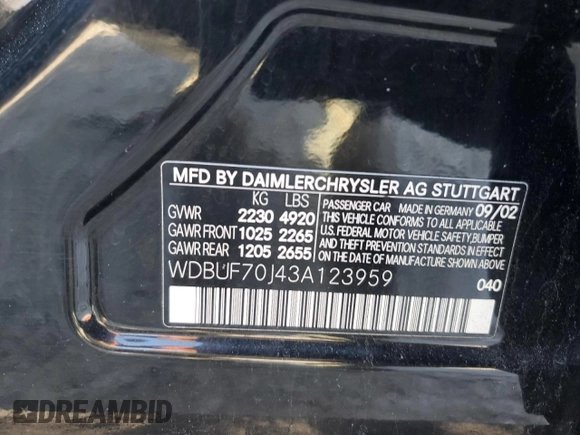 MFD BY DAIMLERCHRYSLER AG STUTTGART
KG LBS
GVWR 2230 4920
GAWR FRONT 1025 2265
GAWR REAR 1205 2655
PASSENGER CAR MADE IN GERMANY 09/02
THIS VEHICLE CONFORMS TO ALL APPLICABLE
U.S. FEDERAL MOTOR VEHICLE SAFETY, BUMPER
AND THEFT PREVENTION STANDARDS IN EFFECT
ON THE DATE OF MANUFACTURE SHOWN ABOVE.
WDBUF70J43A123959
040
DREAMBID